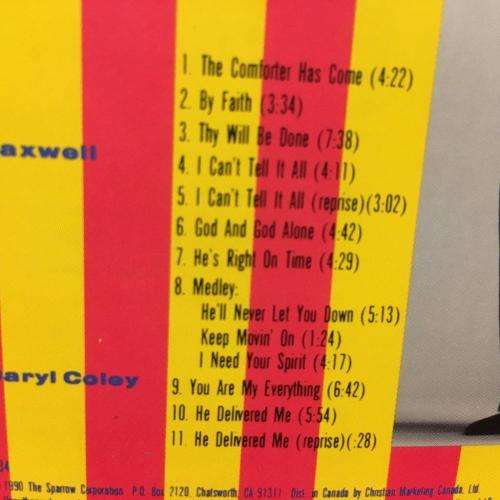 1. The Comforter Has Come (4:22)
2. By Faith (3:34)
3. Thy Will Be Done (7:38)
axwell
4. I Can't Tell It All (4:11)
5. I Can't Tell It All (reprise)(3:02)
6. God And God Alone (4:42)
7. He's Right On Time (4:29)
8. Medley:
He'll Never Let You Down (5:13)
Keep Movin' On (1:24)
I Need Your Spirit (4:17)
aryl Coley
9. You Are My Everything (6:42)
10. He Delivered Me (5:54)
11. He Delivered Me (reprise)(:28)
1990 The Sparrow Corporation P.O. Box 2120, Chatsworth, CA 91311 Dist. in Canada by Christian Marketing Canada, Ltd.